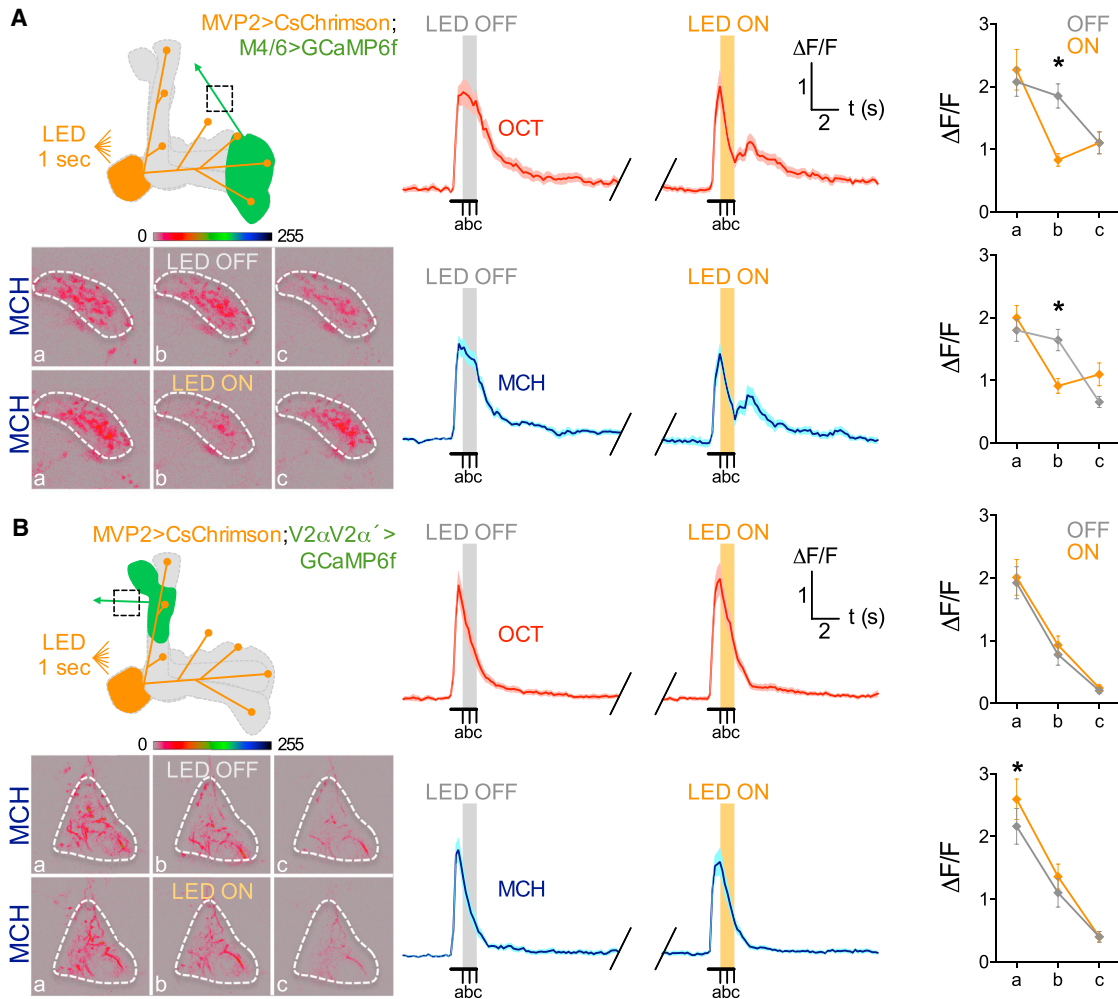 A
MVP2>CsChrimson;
M4/6>GCaMP6f
LED
1 sec
0 255
MCH
LED OFF
a b c
MCH
LED ON
a b c
LED OFF
OCT
abc
LED ON
ΔF/F
1
2
t (s)
abc
LED OFF
MCH
abc
LED ON
abc
ΔF/F
3
2
1
0
OFF
ON
*
a b c
ΔF/F
3
2
1
0
*
a b c
B
MVP2>CsChrimson;V2αV2α´>
GCaMP6f
LED
1 sec
0 255
MCH
LED OFF
a b c
MCH
LED ON
a b c
LED OFF
OCT
abc
LED ON
ΔF/F
1
2
t (s)
abc
LED OFF
MCH
abc
LED ON
abc
ΔF/F
3
2
1
0
OFF
ON
a b c
ΔF/F
3
2
1
0
*
a b c